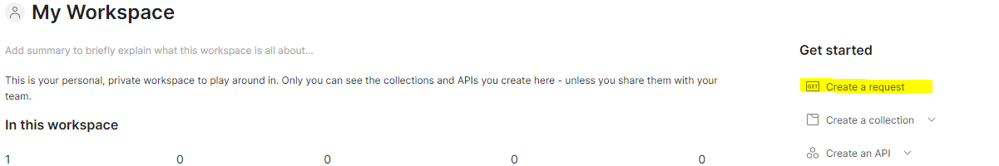 My Workspace
Add summary to briefly explain what this workspace is all about...
This is your personal, private workspace to play around in. Only you can see the collections and APIs you create here - unless you share them with your
team.
In this workspace
1 0 0 0 0
Get started
GET Create a request
Create a collection
Create an API